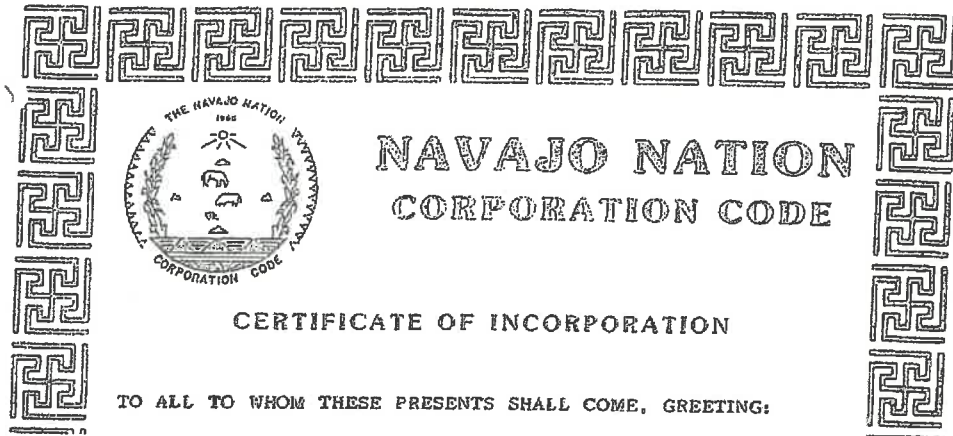 THE NAVAJO NATION
CORPORATION CODE
NAVAJO NATION
CORPORATION CODE
CERTIFICATE OF INCORPORATION
TO ALL TO WHOM THESE PRESENTS SHALL COME, GREETING: